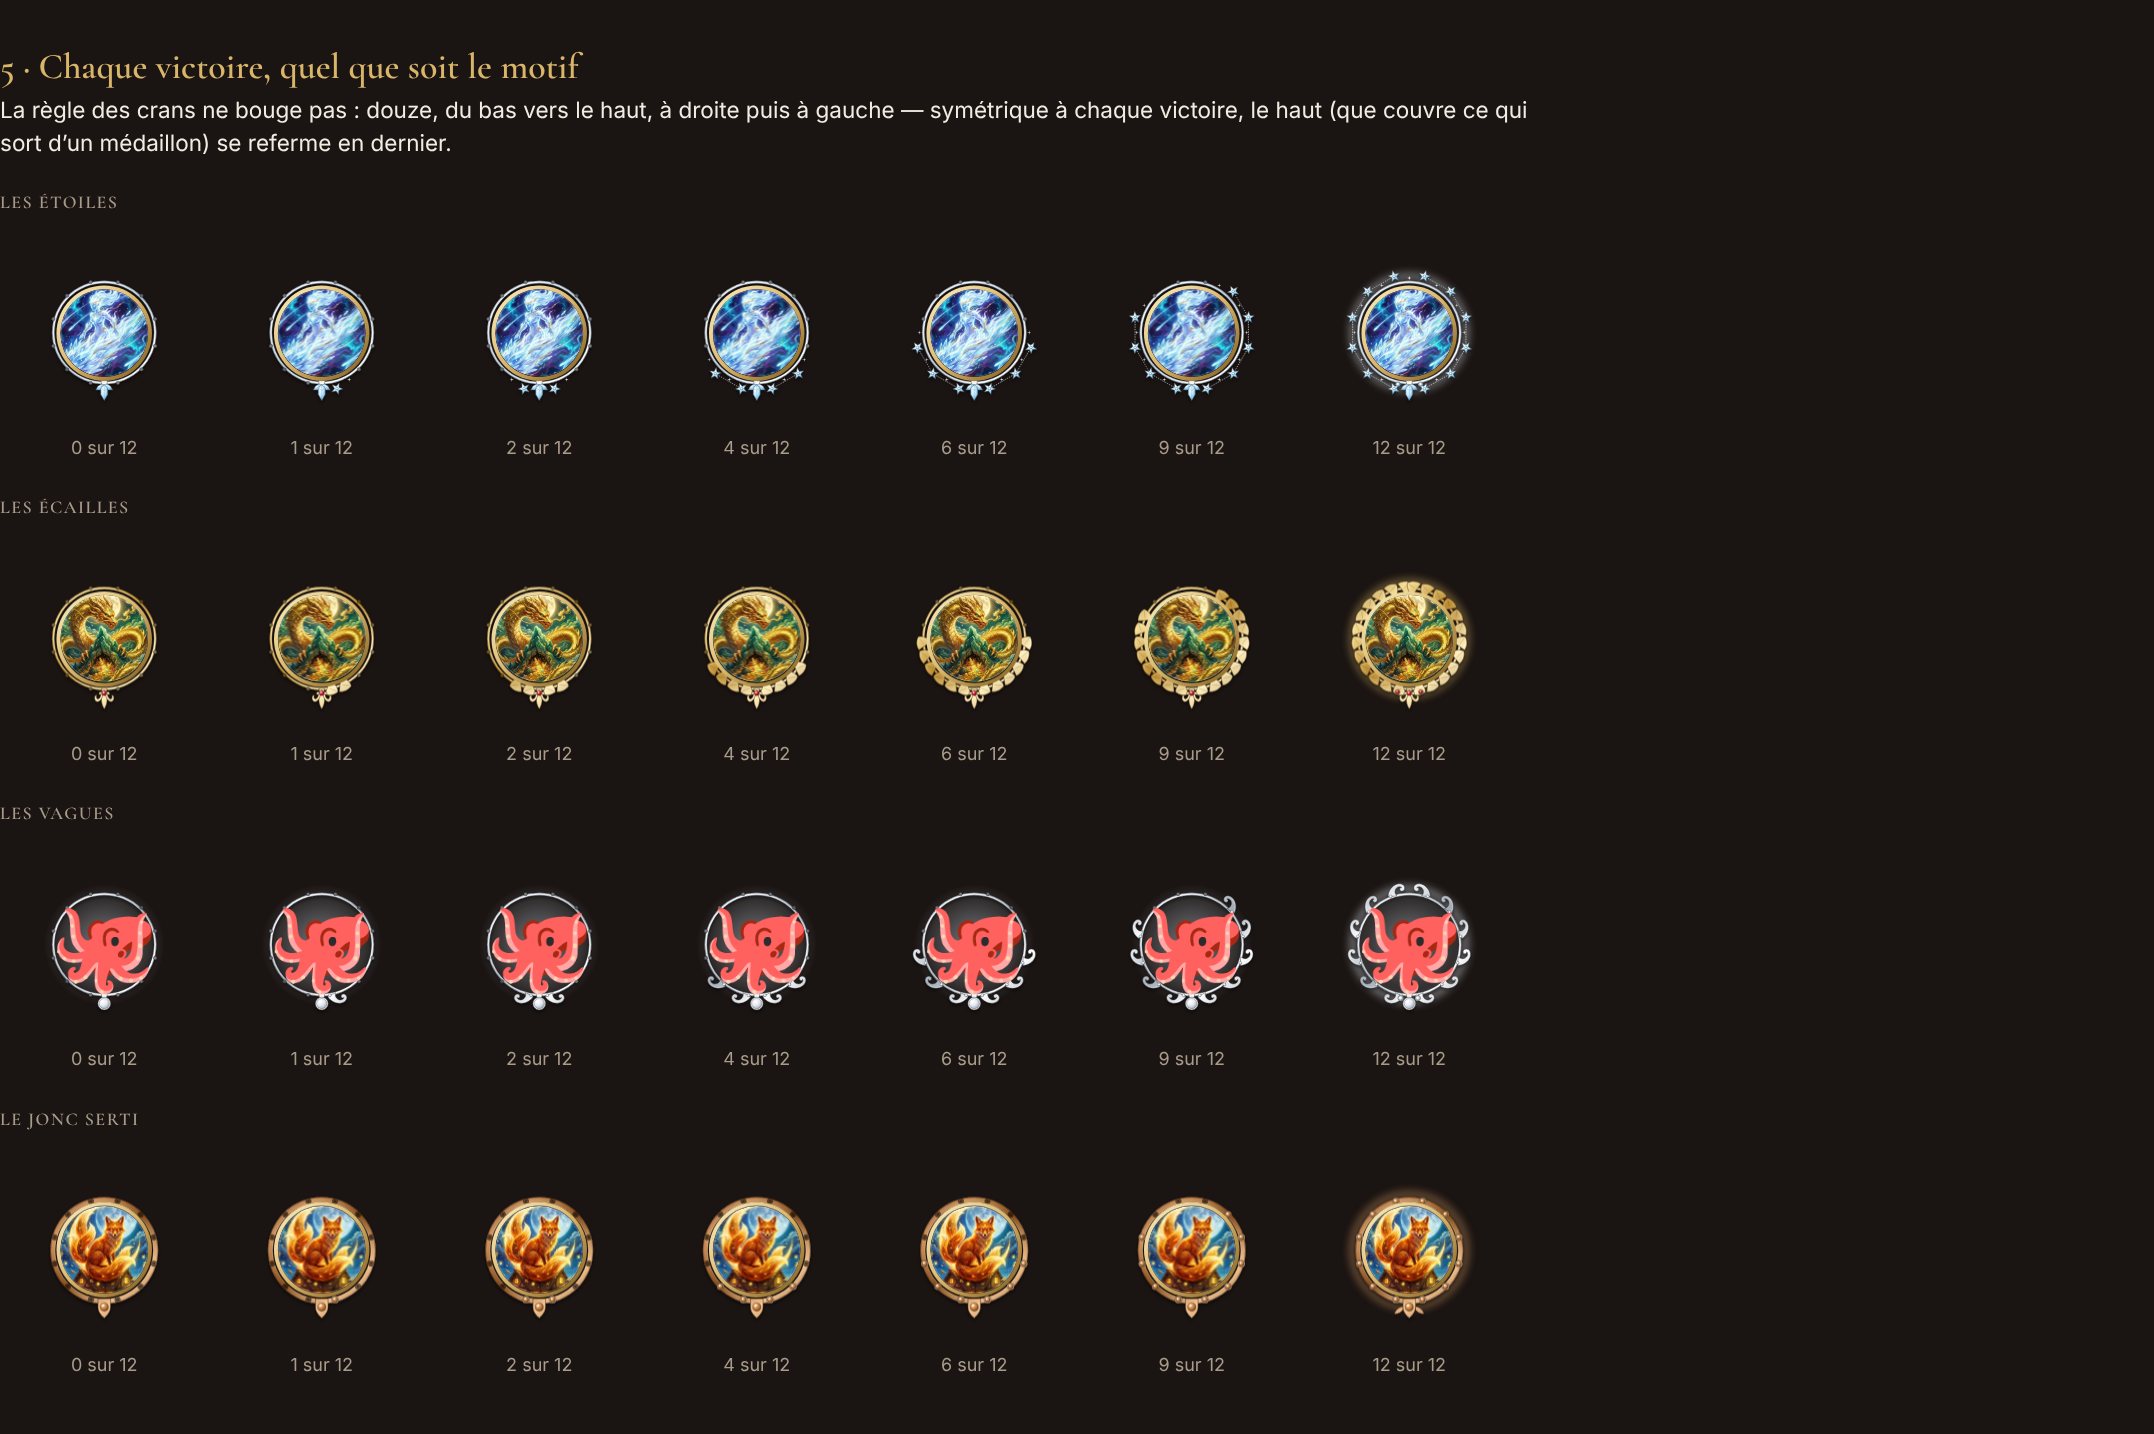 5 · Chaque victoire, quel que soit le motif
La règle des crans ne bouge pas : douze, du bas vers le haut, à droite puis à gauche — symétrique à chaque victoire, le haut (que couvre ce qui
sort d’un médaillon) se referme en dernier.
LES ÉTOILES
0 sur 12 1 sur 12 2 sur 12 4 sur 12 6 sur 12 9 sur 12 12 sur 12
LES ÉCAILLES
0 sur 12 1 sur 12 2 sur 12 4 sur 12 6 sur 12 9 sur 12 12 sur 12
LES VAGUES
0 sur 12 1 sur 12 2 sur 12 4 sur 12 6 sur 12 9 sur 12 12 sur 12
LE JONC SERTI
0 sur 12 1 sur 12 2 sur 12 4 sur 12 6 sur 12 9 sur 12 12 sur 12